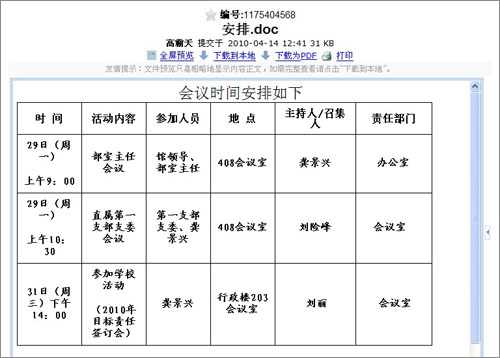 编号:1175404568
安排.doc
高瀚天 提交于 2010-04-14 12:41 31 KB
全屏预览 下载到本地 下载为PDF 打印
友情提示：文件预览只是粗略地显示内容正文，如需完整查看请点击"下载到本地"。
会议时间安排如下
时 间 活动内容 参加人员 地 点 主持人/召集人 责任部门
29日（周一）
上午9：00
部室主任会议
馆领导、部室主任
408会议室
龚景兴
办公室
29日（周一）
上午10：30
直属第一支部支委会议
第一支部支委、龚景兴
408会议室
刘险峰
会议室
31日（周三）下午14：00
参加学校活动
（2010年目标责任签订会）
龚景兴
行政楼203会议室
刘丽
会议室